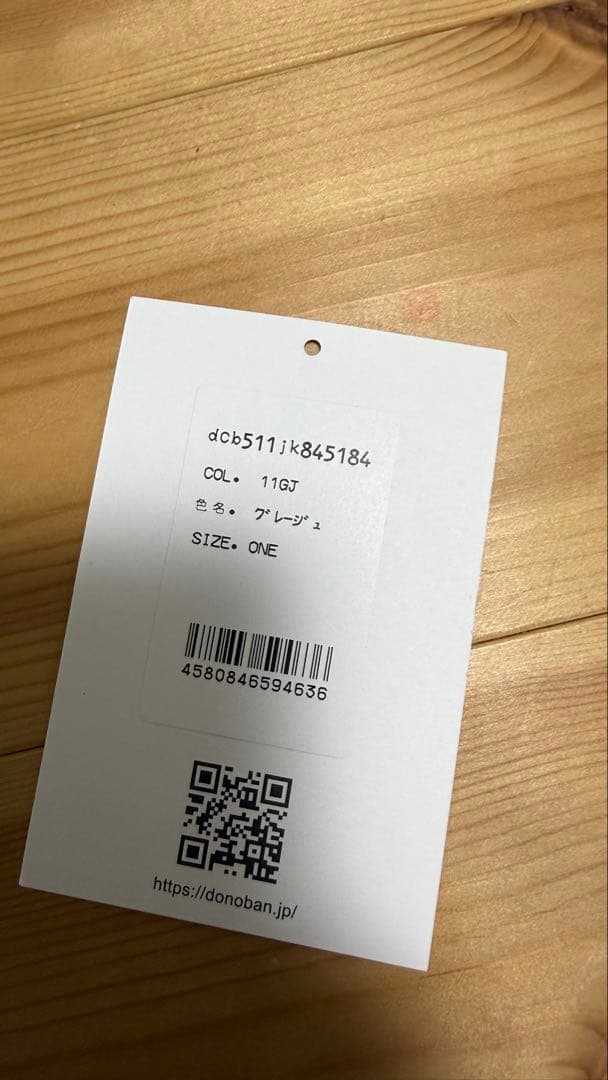 dcb511jk845184
COL. 11GJ
色名. グレージュ
SIZE. ONE
4580846594636
https://donoban.jp/